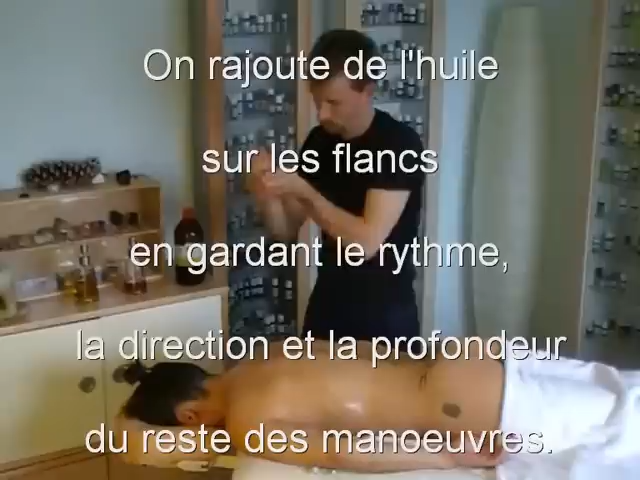 On rajoute de l'huile
sur les flancs
en gardant le rythme,
la direction et la profondeur
du reste des manoeuvres.